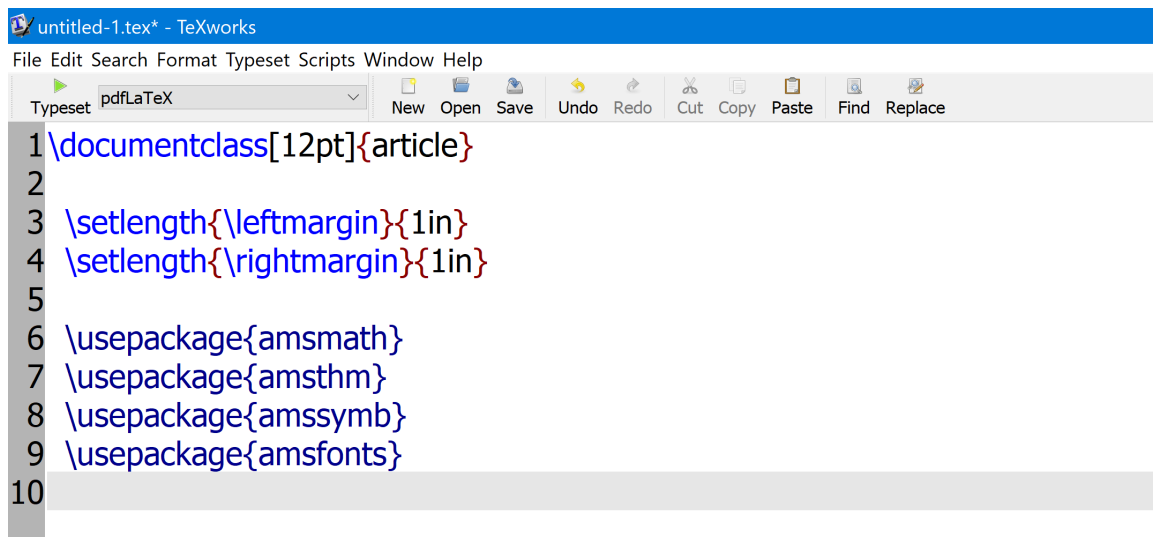 untitled-1.tex* - TeXworks
File Edit Search Format Typeset Scripts Window Help
Typeset pdfLaTeX New Open Save Undo Redo Cut Copy Paste Find Replace
1 \documentclass[12pt]{article}
2
3 \setlength{\leftmargin}{1in}
4 \setlength{\rightmargin}{1in}
5
6 \usepackage{amsmath}
7 \usepackage{amsthm}
8 \usepackage{amssymb}
9 \usepackage{amsfonts}
10